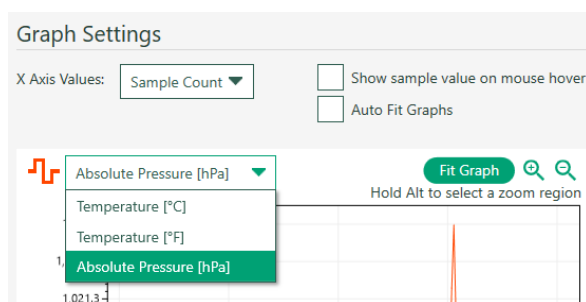 Graph Settings
X Axis Values:
Sample Count
Show sample value on mouse hover
Auto Fit Graphs
Absolute Pressure [hPa]
Fit Graph
Hold Alt to select a zoom region
Temperature [°C]
Temperature [°F]
Absolute Pressure [hPa]
1,021.3